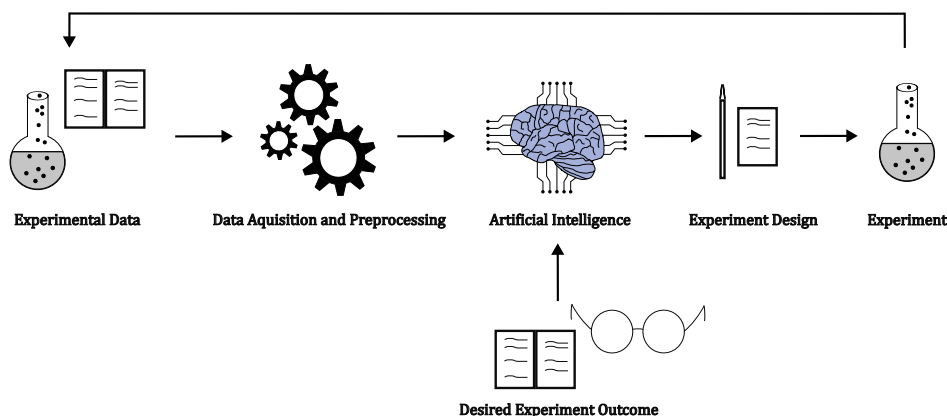 Experimental Data
Data Aquisition and Preprocessing
Artificial Intelligence
Experiment Design
Experiment
Desired Experiment Outcome